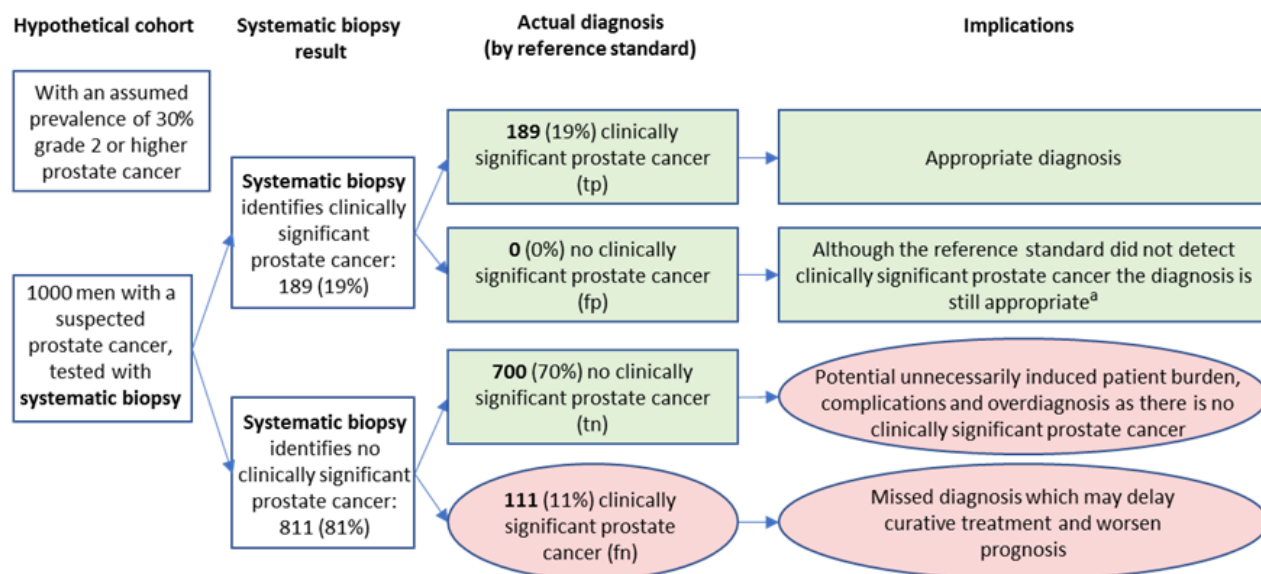 Hypothetical cohort
With an assumed
prevalence of 30%
grade 2 or higher
prostate cancer
1000 men with a
suspected
prostate cancer,
tested with
systematic biopsy
Systematic biopsy
result
Systematic biopsy
identifies clinically
significant
prostate cancer:
189 (19%)
Systematic biopsy
identifies no
clinically significant
prostate cancer:
811 (81%)
Actual diagnosis
(by reference standard)
189 (19%) clinically
significant prostate cancer
(tp)
0 (0%) no clinically
significant prostate cancer
(fp)
700 (70%) no clinically
significant prostate cancer
(tn)
111 (11%) clinically
significant prostate
cancer (fn)
Implications
Appropriate diagnosis
Although the reference standard did not detect
clinically significant prostate cancer the diagnosis is
still appropriateᵃ
Potential unnecessarily induced patient burden,
complications and overdiagnosis as there is no
clinically significant prostate cancer
Missed diagnosis which may delay
curative treatment and worsen
prognosis